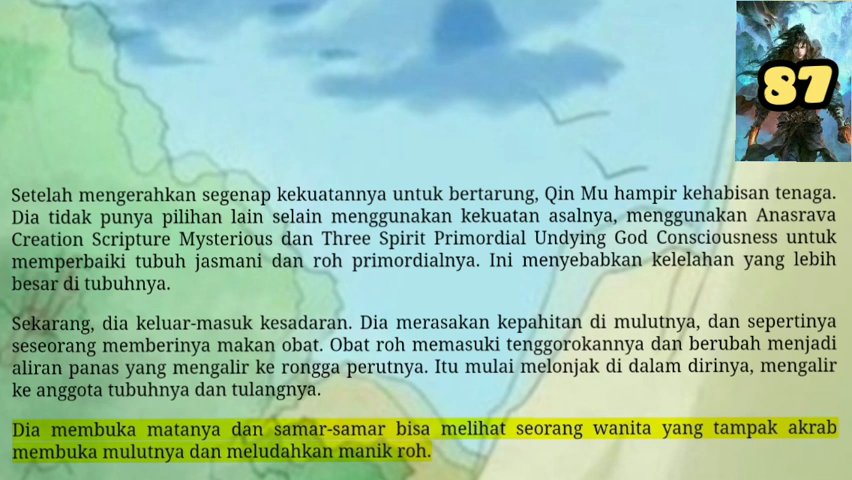 87
Setelah mengerahkan segenap kekuatannya untuk bertarung, Qin Mu hampir kehabisan tenaga.
Dia tidak punya pilihan lain selain menggunakan kekuatan asalnya, menggunakan Anasrava
Creation Scripture Mysterious dan Three Spirit Primordial Undying God Consciousness untuk
memperbaiki tubuh jasmani dan roh primordialnya. Ini menyebabkan kelelahan yang lebih
besar di tubuhnya.
Sekarang, dia keluar-masuk kesadaran. Dia merasakan kepahitan di mulutnya, dan sepertinya
seseorang memberinya makan obat. Obat roh memasuki tenggorokannya dan berubah menjadi
aliran panas yang mengalir ke rongga perutnya. Itu mulai melonjak di dalam dirinya, mengalir
ke anggota tubuhnya dan tulangnya.
Dia membuka matanya dan samar-samar bisa melihat seorang wanita yang tampak akrab
membuka mulutnya dan meludahkan manik roh.